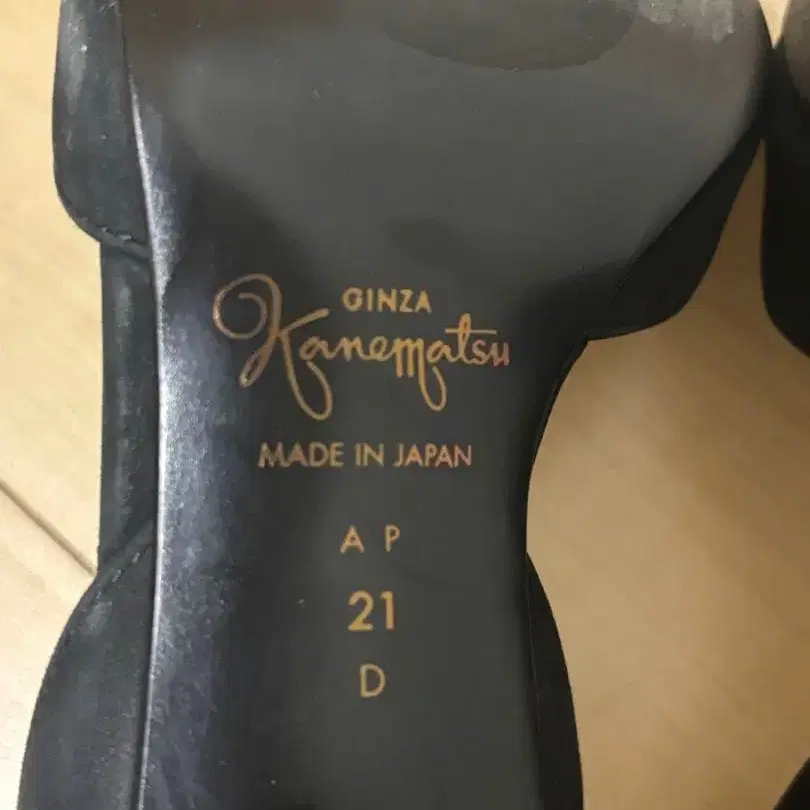 GINZA
Kanematsu
MADE IN JAPAN
A P
21
D